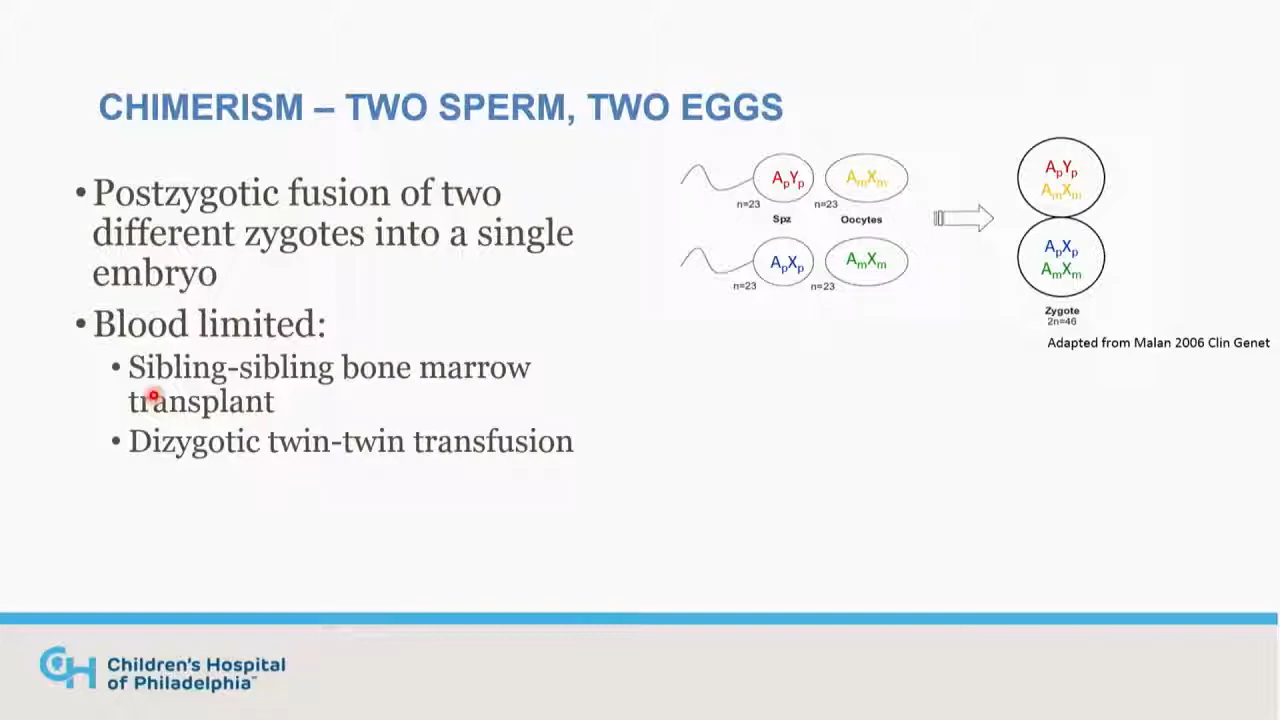 CHIMERISM – TWO SPERM, TWO EGGS
•Postzygotic fusion of two
different zygotes into a single
embryo
•Blood limited:
•Sibling-sibling bone marrow
transplant
•Dizygotic twin-twin transfusion
ApYp
AmXm
n=23
n=23
Spz
Oocytes
ApXp
AmXm
n=23
n=23
ApYp
AmXm
ApXp
AmXm
Zygote
2n=46
Adapted from Malan 2006 Clin Genet
CH
Children's Hospital
of Philadelphia™